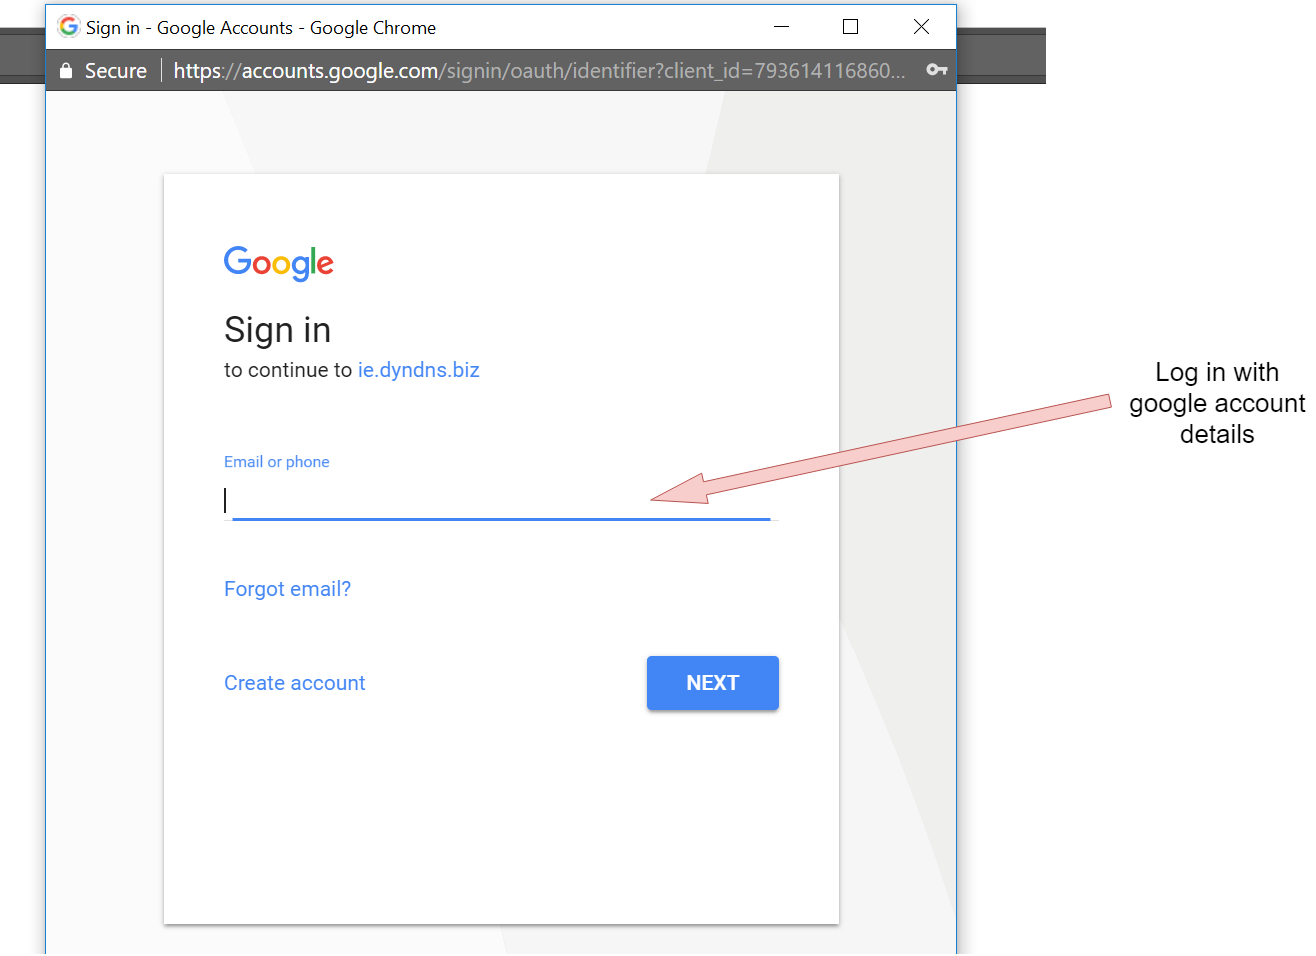 Sign in - Google Accounts - Google Chrome
Secure https://accounts.google.com/signin/oauth/identifier?client_id=793614116860...
Google
Sign in
to continue to ie.dyndns.biz
Log in with
google account
details
Email or phone
Forgot email?
Create account
NEXT